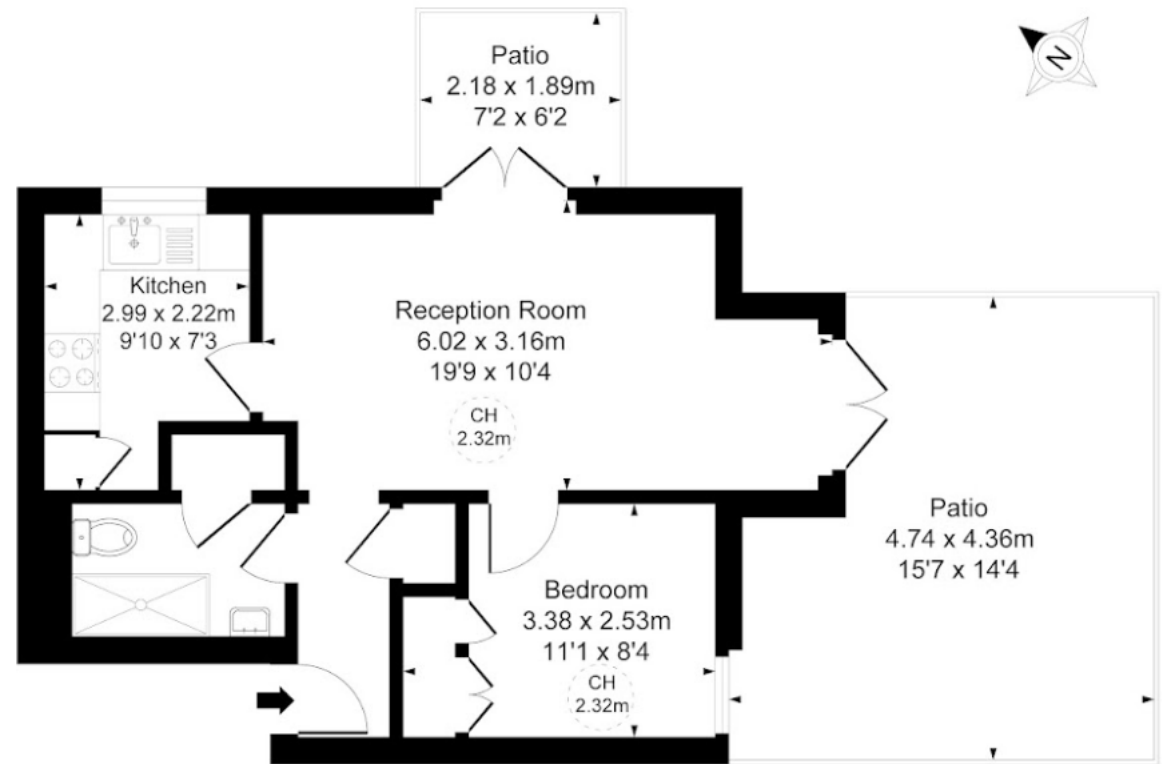 Patio
2.18 x 1.89m
7'2 x 6'2
N
Kitchen
2.99 x 2.22m
9'10 x 7'3
Reception Room
6.02 x 3.16m
19'9 x 10'4
CH
2.32m
Patio
4.74 x 4.36m
15'7 x 14'4
Bedroom
3.38 x 2.53m
11'1 x 8'4
CH
2.32m